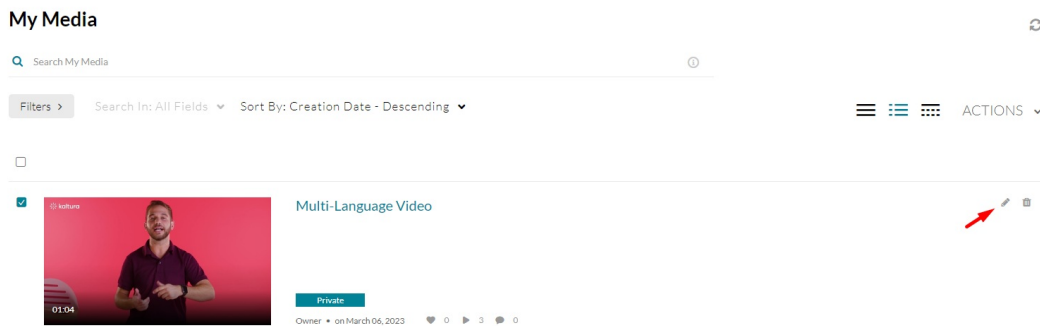 My Media
Search My Media
Filters > Search In: All Fields Sort By: Creation Date - Descending ACTIONS
kaltura
Multi-Language Video
Private
01:04
Owner • on March 06, 2023 0 3 0